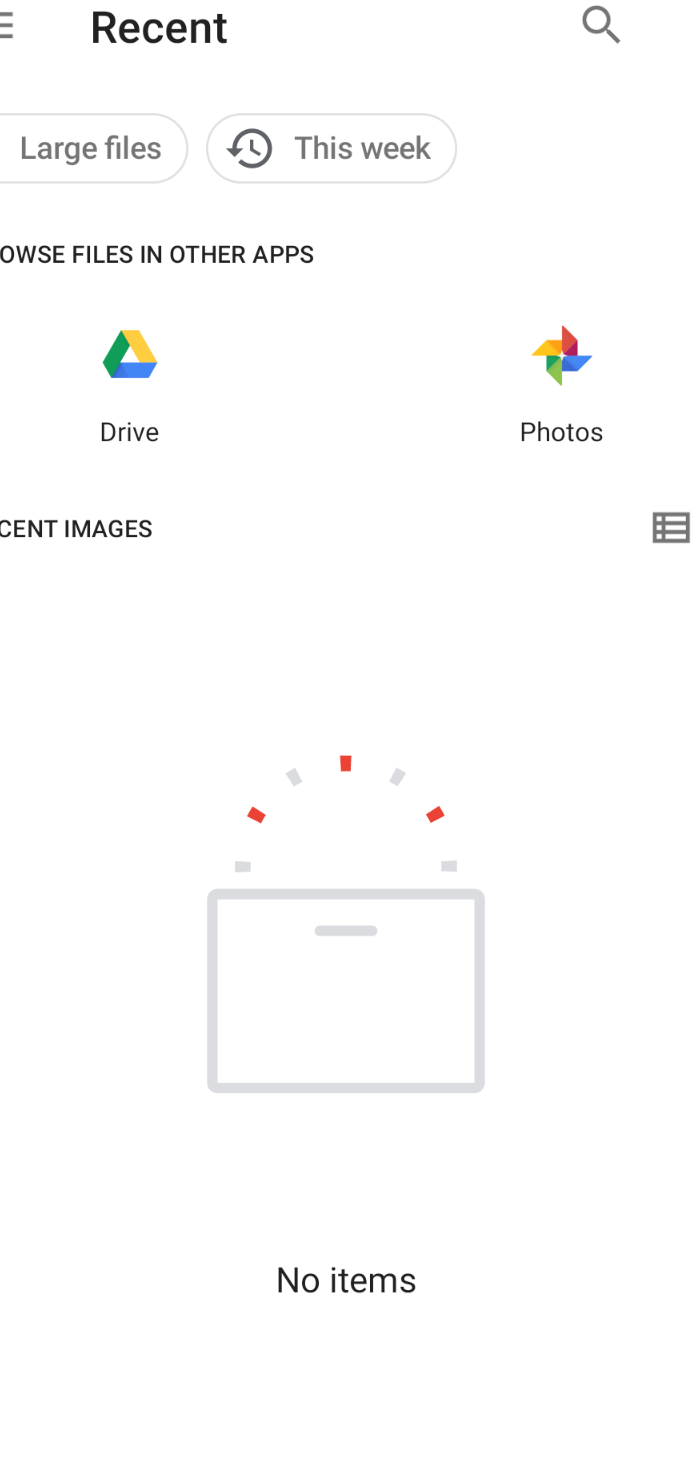 Recent
Large files
This week
OWSE FILES IN OTHER APPS
Drive
Photos
CENT IMAGES
No items